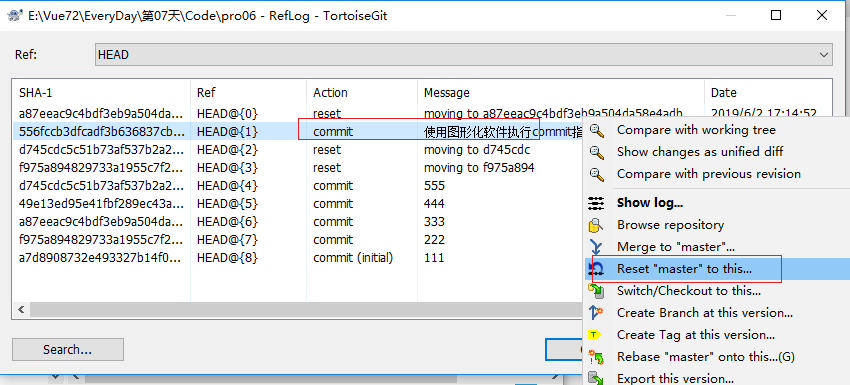 E:\Vue72\EveryDay\第07天\Code\pro06 - RefLog - TortoiseGit
Ref: HEAD
SHA-1 Ref Action Message Date
a87eeac9c4bdf3eb9a504da... HEAD@{0} reset moving to a87eeac9c4bdf3eb9a504da58e4adb 2019/6/2 17:14:52
556fccb3dfcadf3b636837cb... HEAD@{1} commit 使用图形化软件执行commit指
d745cdc5c51b73af537b2a2... HEAD@{2} reset moving to d745cdc
f975a894829733a1955c7f2... HEAD@{3} reset moving to f975a894
d745cdc5c51b73af537b2a2... HEAD@{4} commit 555
49e13ed95e41fbf289ec43a... HEAD@{5} commit 444
a87eeac9c4bdf3eb9a504da... HEAD@{6} commit 333
f975a894829733a1955c7f2... HEAD@{7} commit 222
a7d8908732e493327b14f0... HEAD@{8} commit (initial) 111
Search...
Compare with working tree
Show changes as unified diff
Compare with previous revision
Show log...
Browse repository
Merge to "master"...
Reset "master" to this...
Switch/Checkout to this...
Create Branch at this version...
Create Tag at this version...
Rebase "master" onto this...(G)
Export this version...